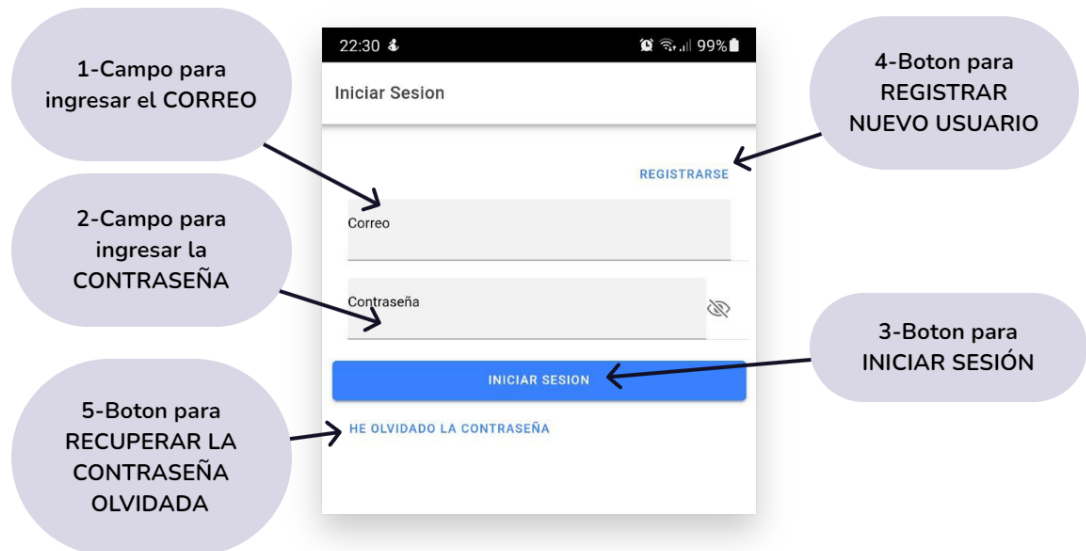 1-Campo para
ingresar el CORREO
2-Campo para
ingresar la
CONTRASEÑA
5-Boton para
RECUPERAR LA
CONTRASEÑA
OLVIDADA
22:30 99%
Iniciar Sesion
REGISTRARSE
Correo
Contraseña
INICIAR SESION
HE OLVIDADO LA CONTRASEÑA
4-Boton para
REGISTRAR
NUEVO USUARIO
3-Boton para
INICIAR SESIÓN